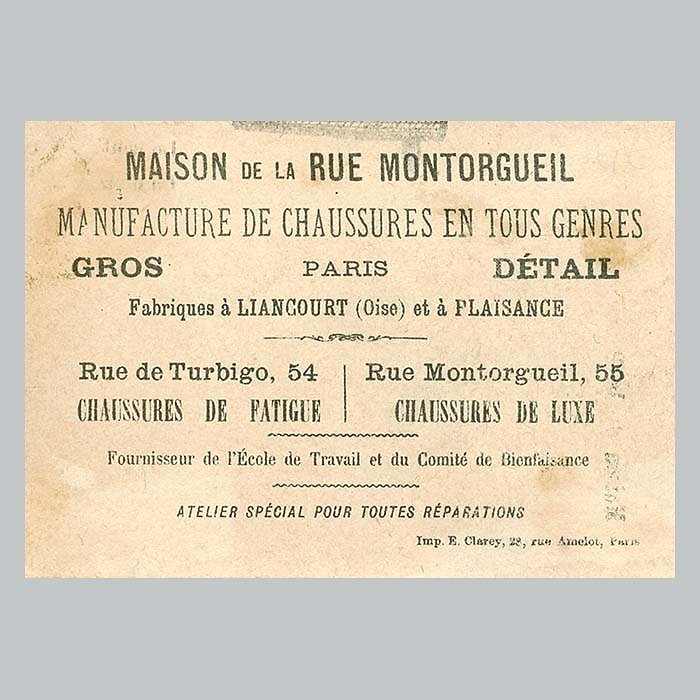 MAISON DE LA RUE MONTORGUEIL
MANUFACTURE DE CHAUSSURES EN TOUS GENRES
GROS PARIS DÉTAIL
Fabriques à LIANCOURT (Oise) et à PLAISANCE
Rue de Turbigo, 54 | Rue Montorgueil, 55
CHAUSSURES DE FATIGUE | CHAUSSURES DE LUXE
Fournisseur de l'École de Travail et du Comité de Bienfaisance
ATELIER SPÉCIAL POUR TOUTES RÉPARATIONS
Imp. E. Clarey, 28, rue Amelot, Paris